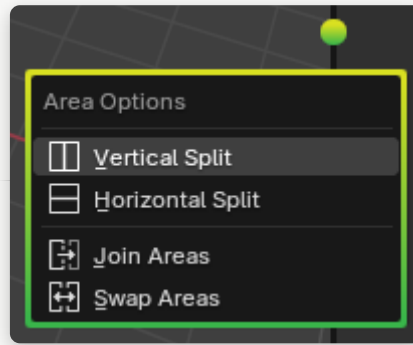 Area Options
Vertical Split
Horizontal Split
Join Areas
Swap Areas